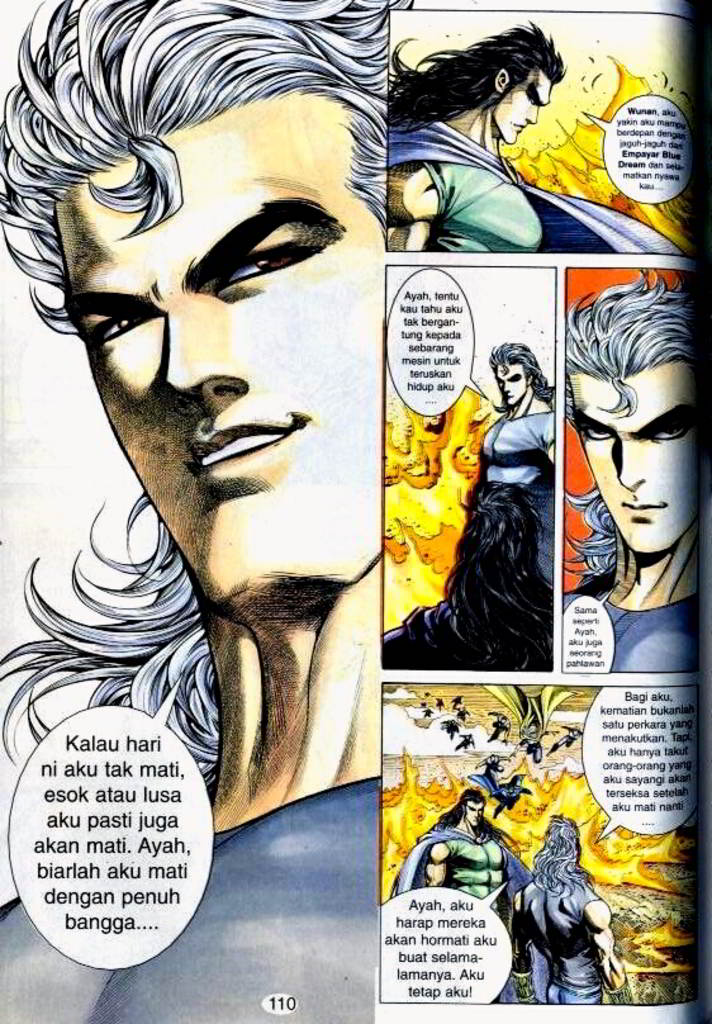 Kalau hari
ni aku tak mati,
esok atau lusa
aku pasti juga
akan mati. Ayah,
biarlah aku mati
dengan penuh
bangga....
Wunan, aku
yakin aku mampu
berdepan dengan
jaguh-jaguh dari
Empayar Blue
Dream dan sela-
matkan nyawa
kau....
Ayah, tentu
kau tahu aku
tak bergan-
tung kepada
sebarang
mesin untuk
teruskan
hidup aku
....
Sama
seperti
Ayah,
aku juga
seorang
pahlawan
Bagi aku,
kematian bukanlah
satu perkara yang
menakutkan. Tapi,
aku hanya takut
orang-orang yang
aku sayangi akan
terseksa setelah
aku mati nanti
....
Ayah, aku
harap mereka
akan hormati aku
buat selama-
lamanya. Aku
tetap aku!
110